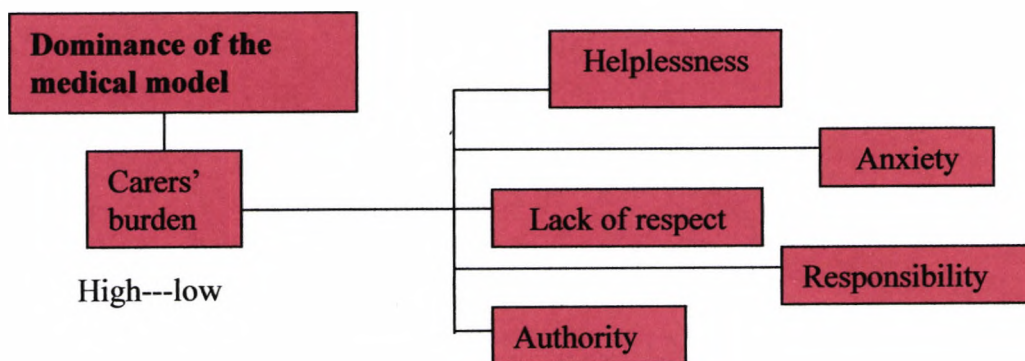 Dominance of the
medical model
Helplessness
Anxiety
Carers'
burden
Lack of respect
Responsibility
High---low
Authority